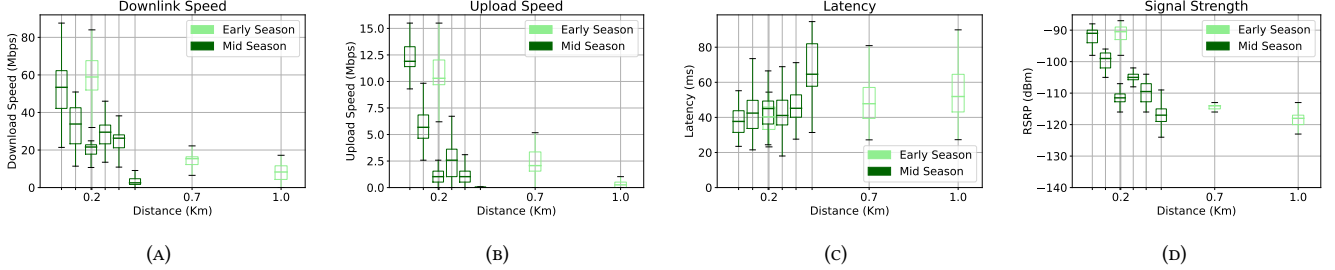 Downlink Speed
Download Speed (Mbps)
80
60
40
20
0
0.2
0.7
1.0
Distance (Km)
Early Season
Mid Season
(A)
Upload Speed
Upload Speed (Mbps)
15.0
12.5
10.0
7.5
5.0
2.5
0.0
0.2
0.7
1.0
Distance (Km)
Early Season
Mid Season
(B)
Latency
Latency (ms)
80
60
40
20
0
0.2
0.7
1.0
Distance (Km)
Early Season
Mid Season
(C)
Signal Strength
RSRP (dBm)
−90
−100
−110
−120
−130
−140
0.2
0.7
1.0
Distance (Km)
Early Season
Mid Season
(D)